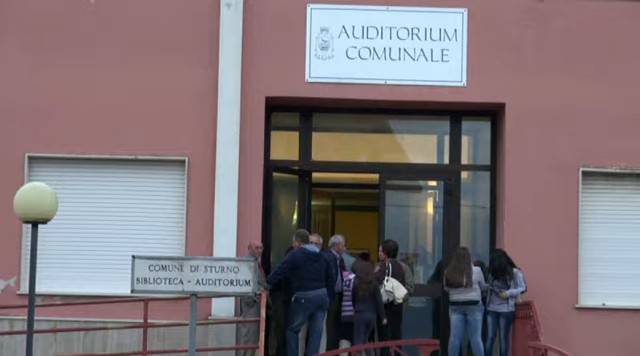 AUDITORIUM
COMUNALE
COMUNE DI STURNO
BIBLIOTECA - AUDITORIUM